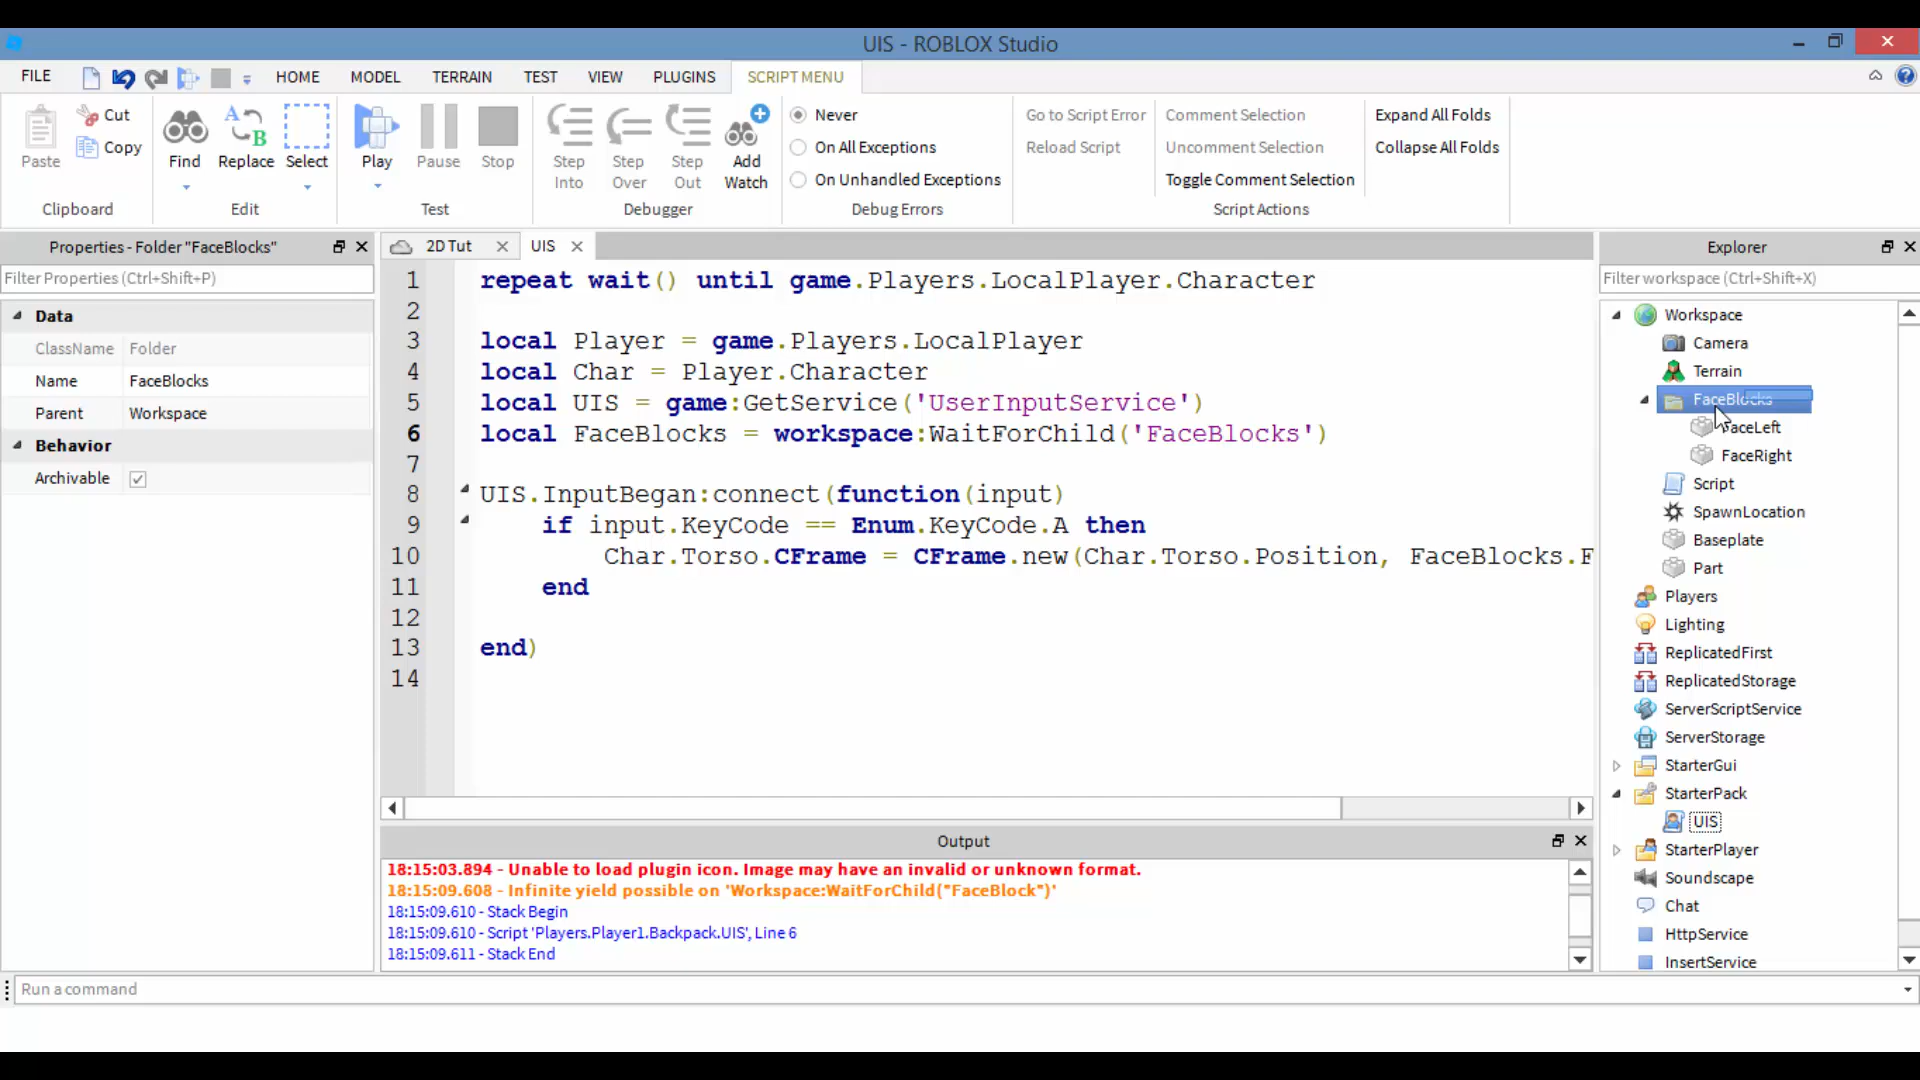 UIS - ROBLOX Studio
FILE
HOME
MODEL
TERRAIN
TEST
VIEW
PLUGINS
SCRIPT MENU
Paste
Cut
Copy
Clipboard
Find
A
B
Replace
Select
Edit
Play
Pause
Stop
Test
Step Into
Step Over
Step Out
Add Watch
Debugger
Never
On All Exceptions
On Unhandled Exceptions
Debug Errors
Go to Script Error
Reload Script
Comment Selection
Uncomment Selection
Toggle Comment Selection
Script Actions
Expand All Folds
Collapse All Folds
Properties - Folder "FaceBlocks"
Filter Properties (Ctrl+Shift+P)
Data
ClassName Folder
Name FaceBlocks
Parent Workspace
Behavior
Archivable
2D Tut
UIS
1 repeat wait() until game.Players.LocalPlayer.Character
2
3 local Player = game.Players.LocalPlayer
4 local Char = Player.Character
5 local UIS = game:GetService('UserInputService')
6 local FaceBlocks = workspace:WaitForChild('FaceBlocks')
7
8 UIS.InputBegan:connect(function(input)
9 if input.KeyCode == Enum.KeyCode.A then
10 Char.Torso.CFrame = CFrame.new(Char.Torso.Position, FaceBlocks.F
11 end
12
13 end)
14
Output
18:15:03.894 - Unable to load plugin icon. Image may have an invalid or unknown format.
18:15:09.608 - Infinite yield possible on 'Workspace:WaitForChild("FaceBlock")'
18:15:09.610 - Stack Begin
18:15:09.610 - Script 'Players.Player1.Backpack.UIS', Line 6
18:15:09.611 - Stack End
Run a command
Explorer
Filter workspace (Ctrl+Shift+X)
Workspace
Camera
Terrain
FaceBlocks
FaceLeft
FaceRight
Script
SpawnLocation
Baseplate
Part
Players
Lighting
ReplicatedFirst
ReplicatedStorage
ServerScriptService
ServerStorage
StarterGui
StarterPack
UIS
StarterPlayer
Soundscape
Chat
HttpService
InsertService